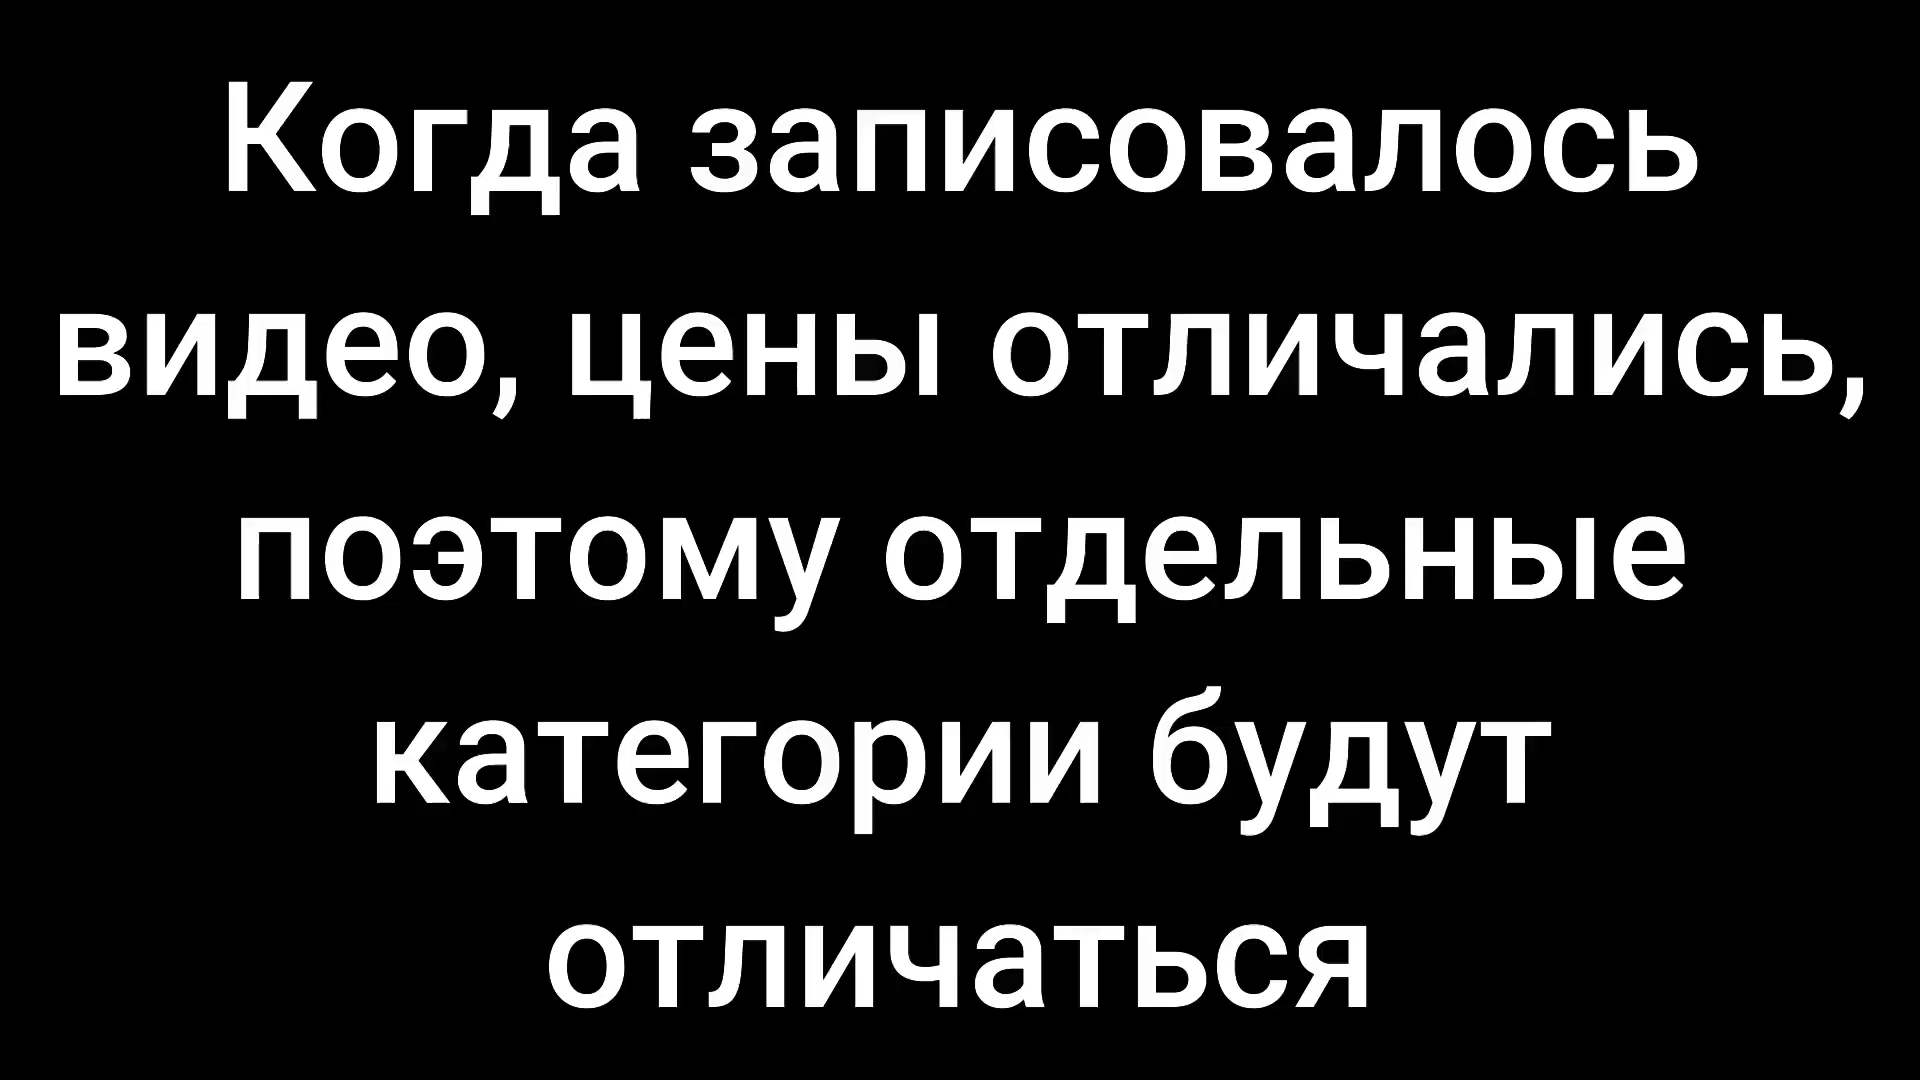 Когда записовалось
видео, цены отличались,
поэтому отдельные
категории будут
отличаться